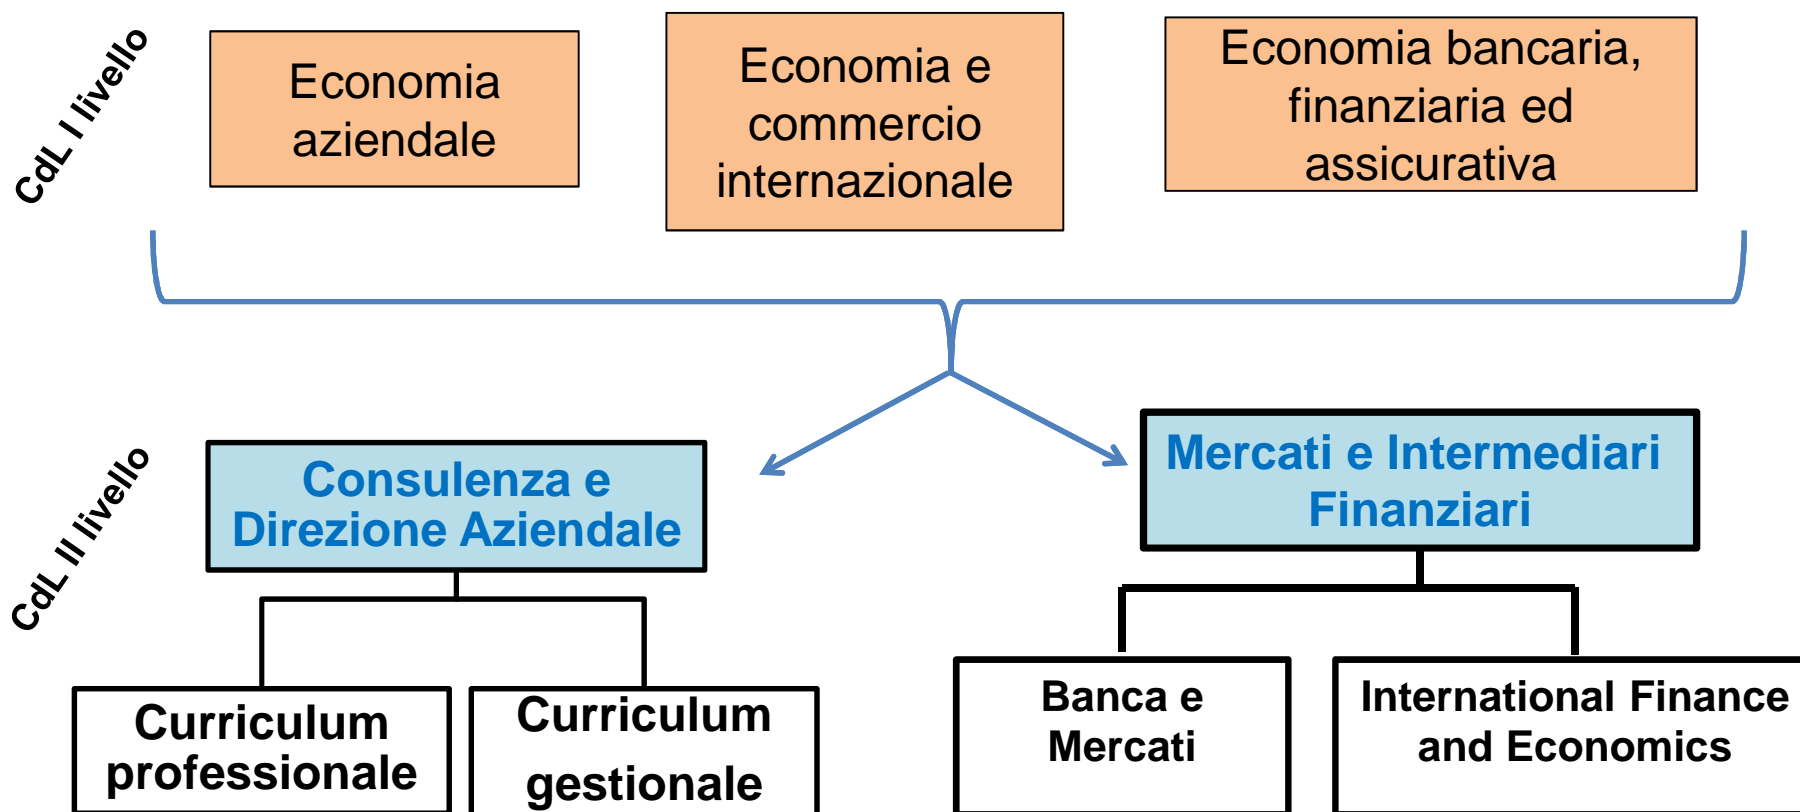 CdL I livello
Economia
aziendale
Economia e
commercio
internazionale
Economia bancaria,
finanziaria ed
assicurativa
CdL II livello
Consulenza e
Direzione Aziendale
Mercati e Intermediari
Finanziari
Curriculum
professionale
Curriculum
gestionale
Banca e
Mercati
International Finance
and Economics